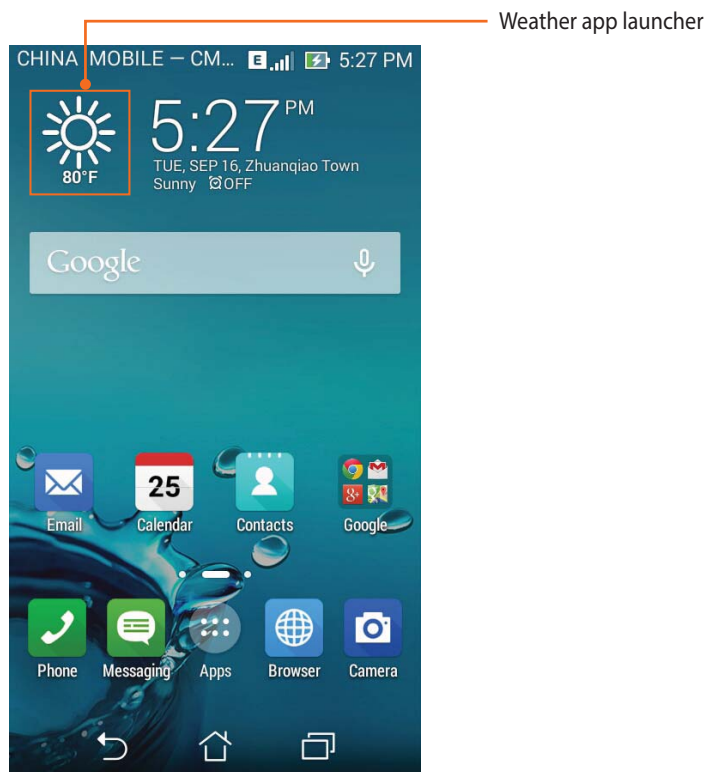 Weather app launcher
CHINA MOBILE — CM... E 5:27 PM
5:27 PM
80°F
TUE, SEP 16, Zhuanqiao Town
Sunny OFF
Google
25
8+
Email Calendar Contacts Google
Phone Messaging Apps Browser Camera